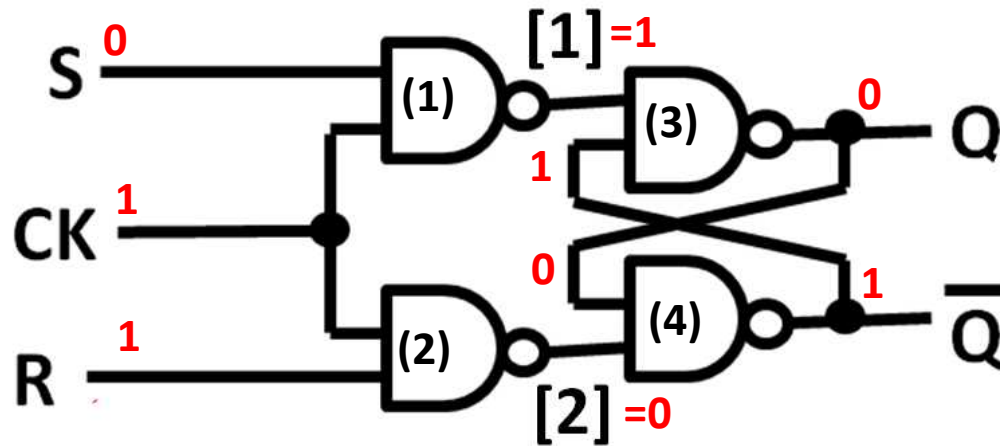 0
[1] =1
S
(1)
(3)
0
Q
1
1
CK
0
1
Q̅
1
(2)
(4)
R
[2] =0